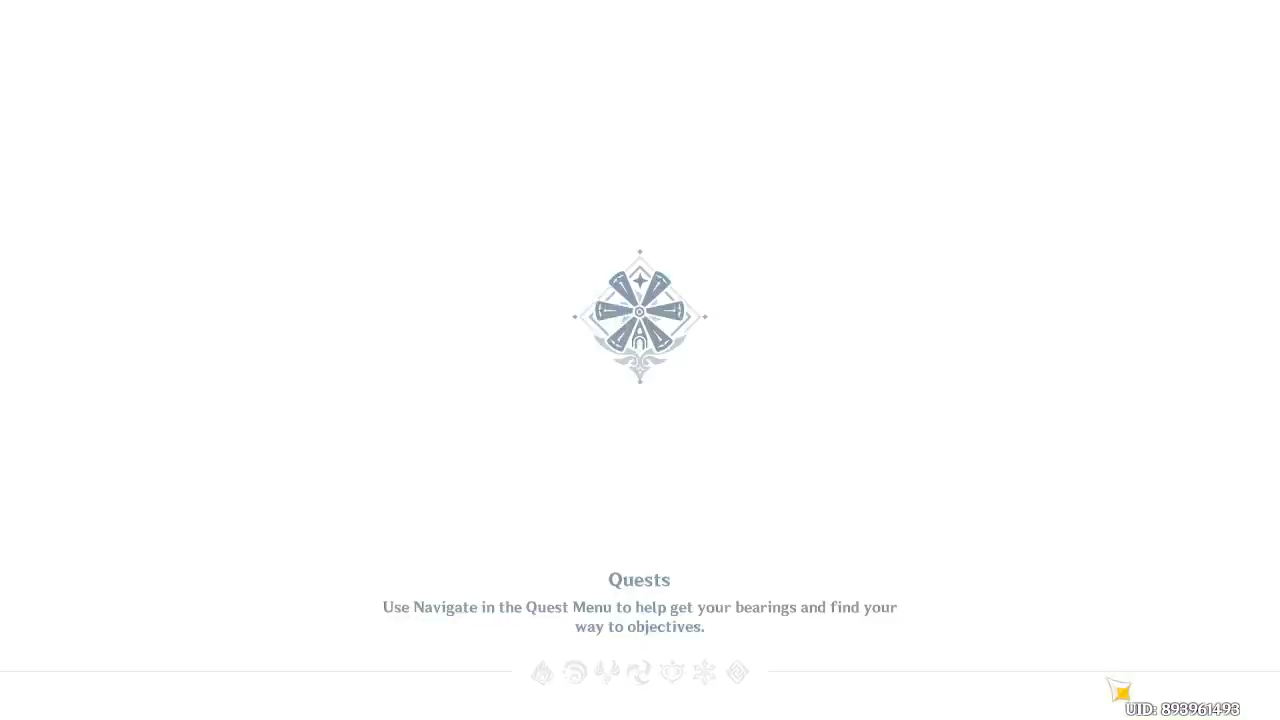 Quests
Use Navigate in the Quest Menu to help get your bearings and find your
way to objectives.
UID: 893961493